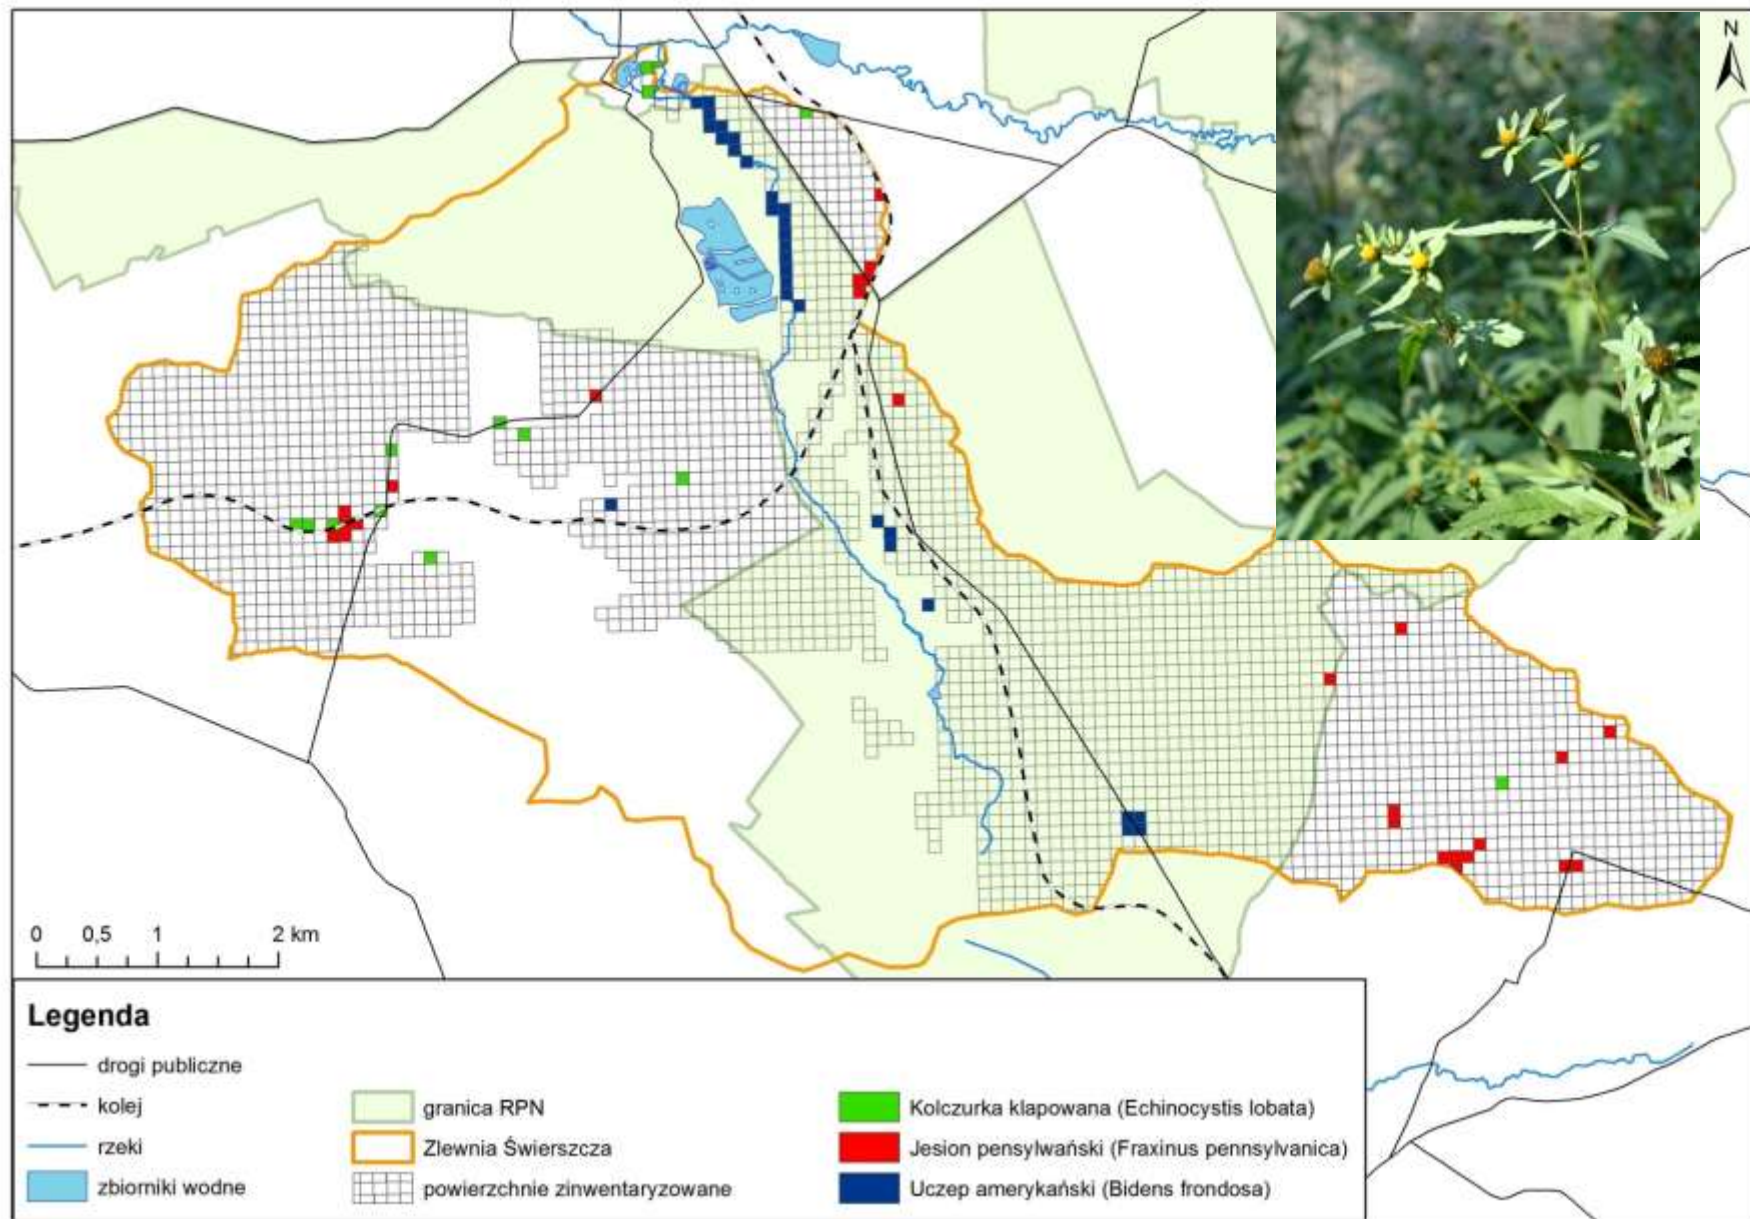 N
0 0,5 1 2 km
Legenda
drogi publiczne
kolej
rzeki
zbiorniki wodne
granica RPN
Zlewnia Świerszcza
powierzchnie zinwentaryzowane
Kolczurka klapowana (Echinocystis lobata)
Jesion pensylwański (Fraxinus pennsylvanica)
Uczep amerykański (Bidens frondosa)